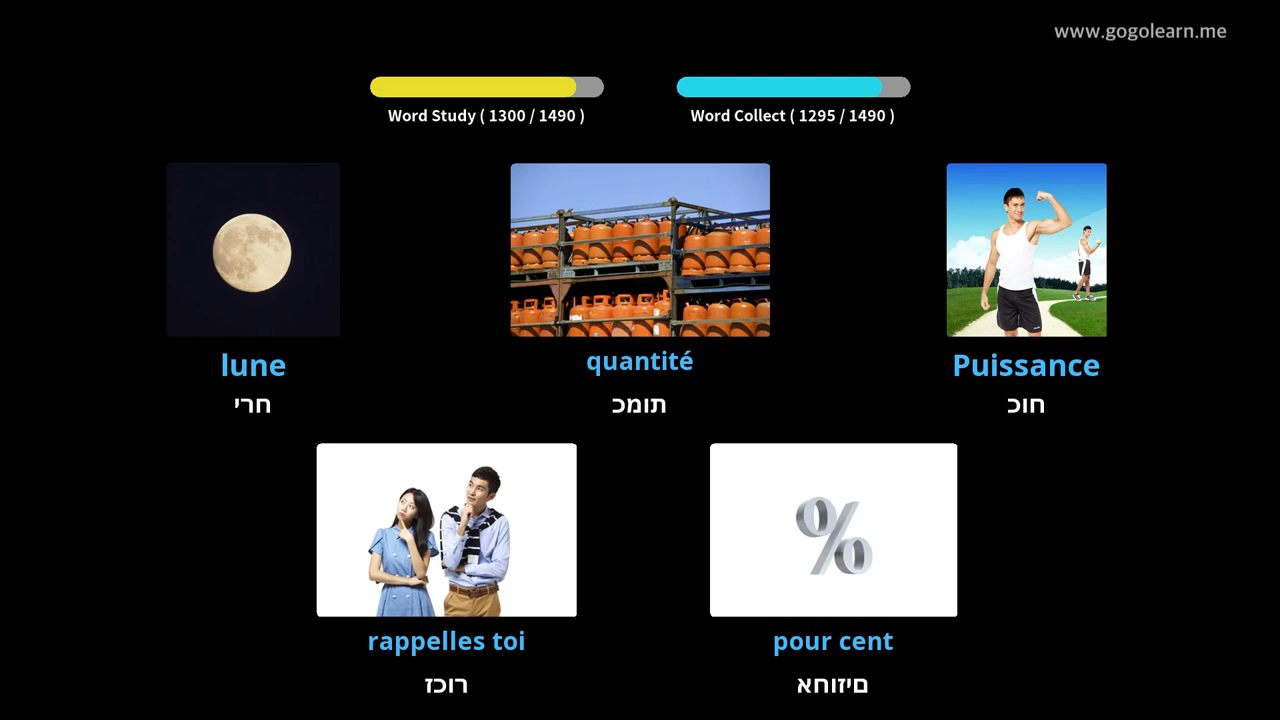 www.gogolearn.me
Word Study ( 1300 / 1490 )
Word Collect ( 1295 / 1490 )
lune
חרי
quantité
תומכ
Puissance
חוכ
rappelles toi
רוכז
pour cent
םיזוחא